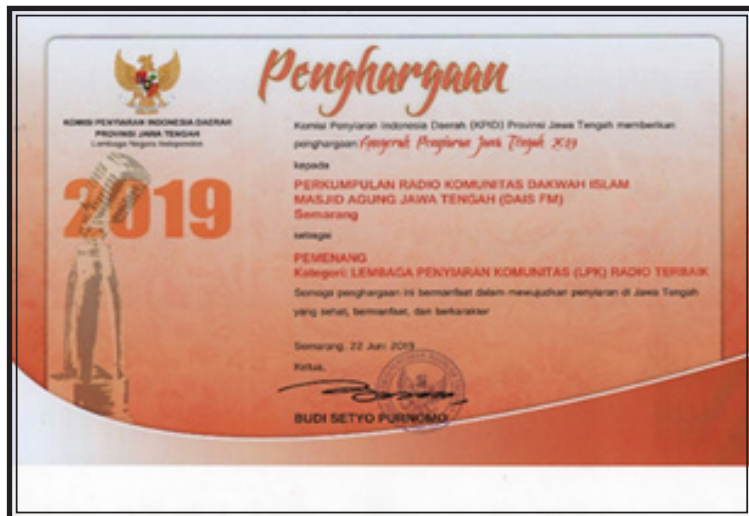 Penghargaan
KOMISI PENYIARAN INDONESIA DAERAH
PROVINSI JAWA TENGAH
Lembaga Negara Independen
2019
Komisi Penyiaran Indonesia Daerah (KPID) Provinsi Jawa Tengah memberikan
penghargaan Anugerah Penyiaran Jawa Tengah 2019
kepada
PERKUMPULAN RADIO KOMUNITAS DAKWAH ISLAM
MASJID AGUNG JAWA TENGAH (DAIS FM)
Semarang
sebagai
PEMENANG
Kategori: LEMBAGA PENYIARAN KOMUNITAS (LPK) RADIO TERBAIK
Semoga penghargaan ini bermanfaat dalam mewujudkan penyiaran di Jawa Tengah
yang sehat, bermanfaat, dan berkarakter
Semarang, 22 Juni 2019
Ketua,
BUDI SETYO PURNOMO